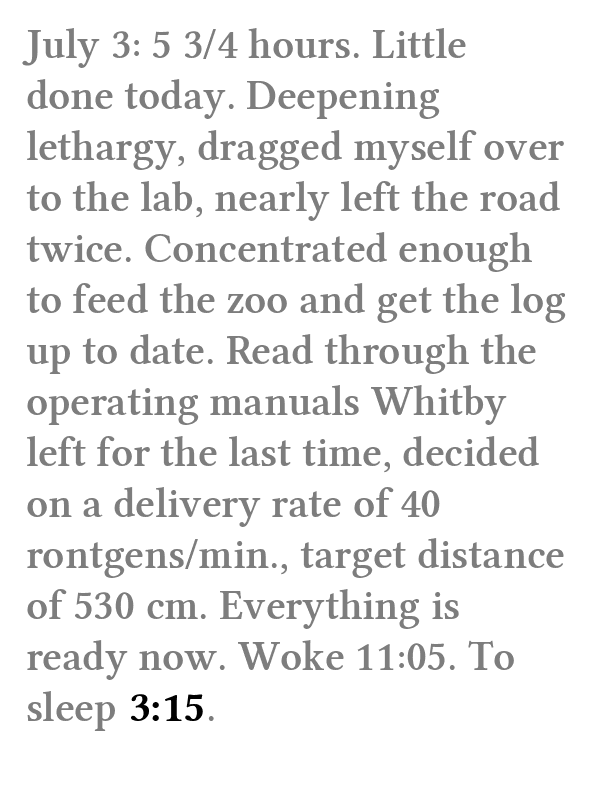 July 3: 5 3/4 hours. Little
done today. Deepening
lethargy, dragged myself over
to the lab, nearly left the road
twice. Concentrated enough
to feed the zoo and get the log
up to date. Read through the
operating manuals Whitby
left for the last time, decided
on a delivery rate of 40
rontgens/min., target distance
of 530 cm. Everything is
ready now. Woke 11:05. To
sleep 3:15.